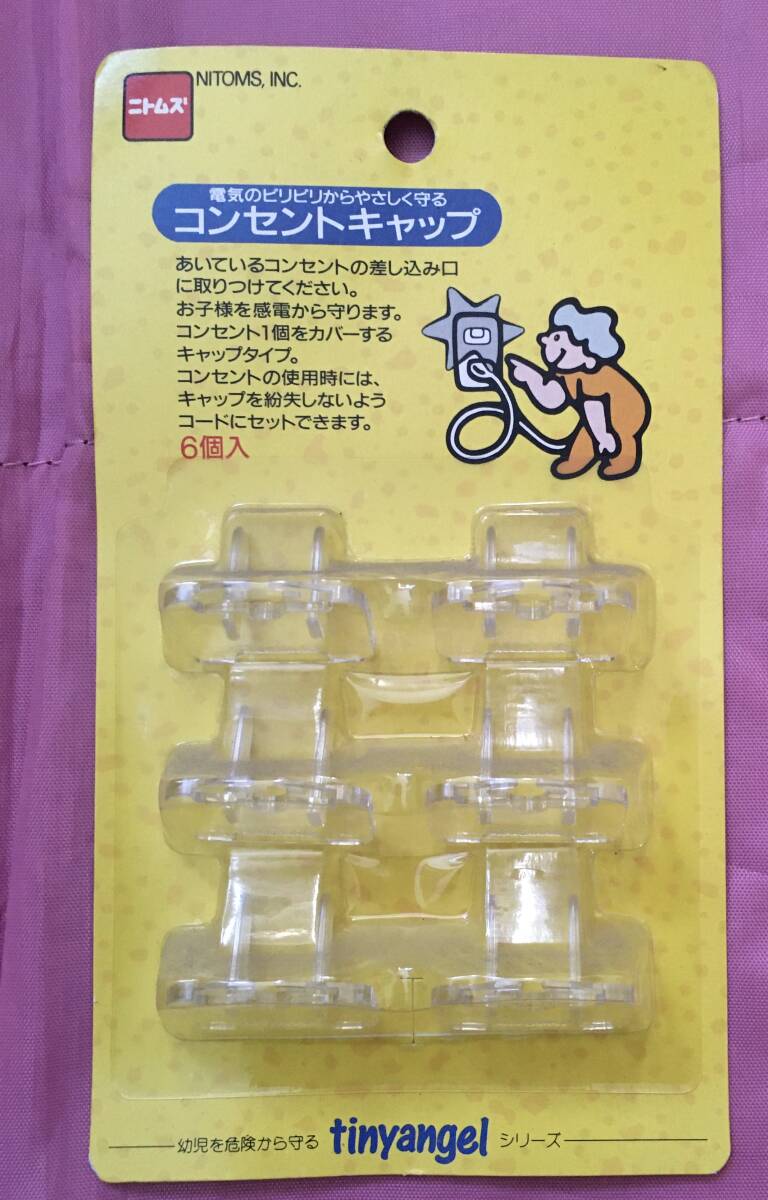 ニトムズ
NITOMS, INC.
電気のビリビリからやさしく守る
コンセントキャップ
あいているコンセントの差し込み口
に取りつけてください。
お子様を感電から守ります。
コンセント1個をカバーする
キャップタイプ。
コンセントの使用時には、
キャップを紛失しないよう
コードにセットできます。
6個入
幼児を危険から守る tinyangel シリーズ